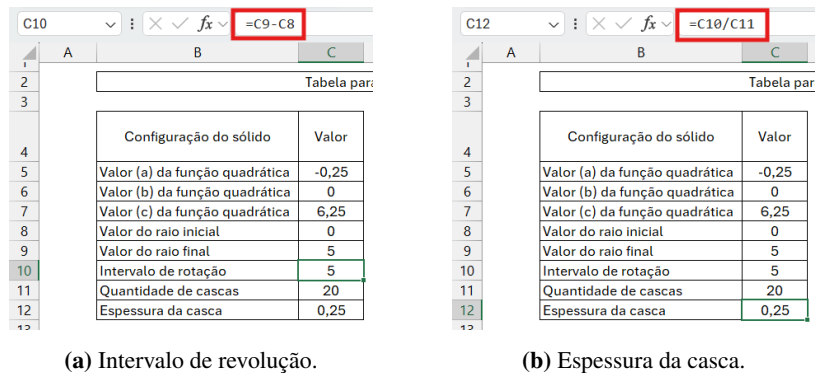 C10 fx =C9-C8
A B C
2 Tabela para
3
4 Configuração do sólido Valor
5 Valor (a) da função quadrática -0,25
6 Valor (b) da função quadrática 0
7 Valor (c) da função quadrática 6,25
8 Valor do raio inicial 0
9 Valor do raio final 5
10 Intervalo de rotação 5
11 Quantidade de cascas 20
12 Espessura da casca 0,25
(a) Intervalo de revolução.
C12 fx =C10/C11
A B C
2 Tabela par
3
4 Configuração do sólido Valor
5 Valor (a) da função quadrática -0,25
6 Valor (b) da função quadrática 0
7 Valor (c) da função quadrática 6,25
8 Valor do raio inicial 0
9 Valor do raio final 5
10 Intervalo de rotação 5
11 Quantidade de cascas 20
12 Espessura da casca 0,25
(b) Espessura da casca.